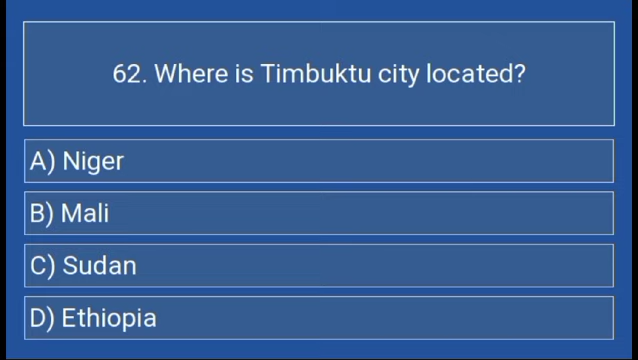 62. Where is Timbuktu city located?
A) Niger
B) Mali
C) Sudan
D) Ethiopia